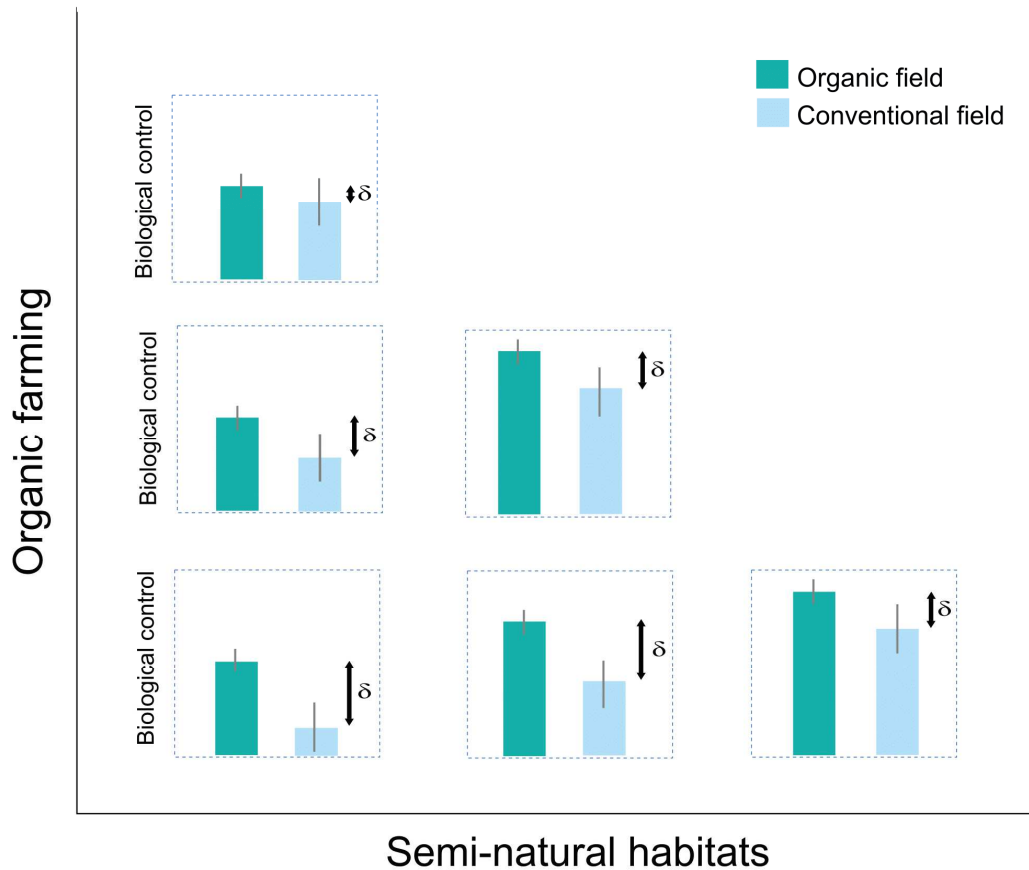 Organic field
Conventional field
Biological control
δ
Biological control
δ
δ
Organic farming
Biological control
δ
δ
δ
Semi-natural habitats